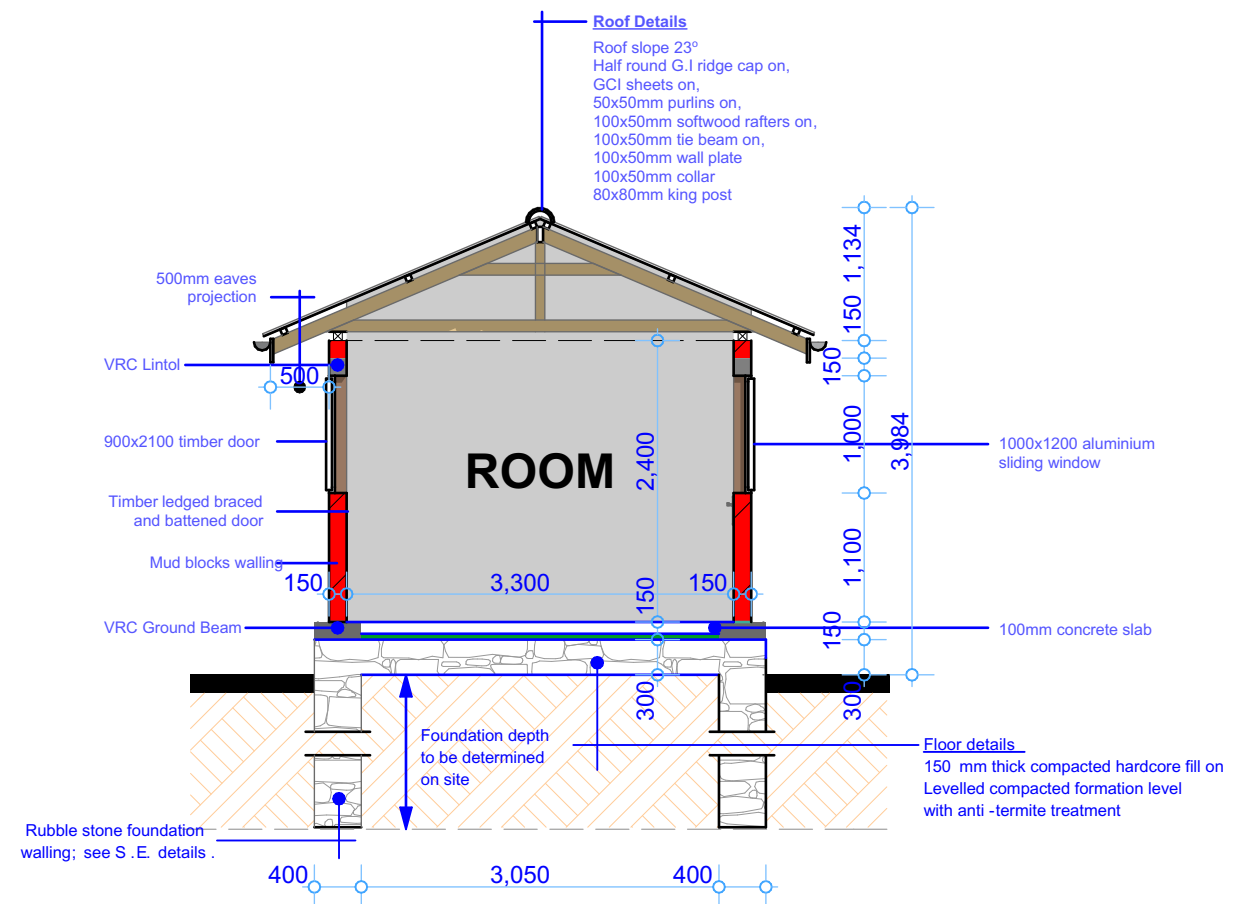 Roof Details
Roof slope 23º
Half round G.I ridge cap on,
GCI sheets on,
50x50mm purlins on,
100x50mm softwood rafters on,
100x50mm tie beam on,
100x50mm wall plate
100x50mm collar
80x80mm king post
500mm eaves
projection
VRC Lintol
500
900x2100 timber door
Timber ledged braced
and battened door
Mud blocks walling
VRC Ground Beam
ROOM
2,400
150
3,300
150
150
300
1,134
150
150
1,000
3,984
1,100
150
300
1000x1200 aluminium
sliding window
100mm concrete slab
Foundation depth
to be determined
on site
Floor details
150 mm thick compacted hardcore fill on
Levelled compacted formation level
with anti -termite treatment
Rubble stone foundation
walling; see S .E. details .
400
3,050
400